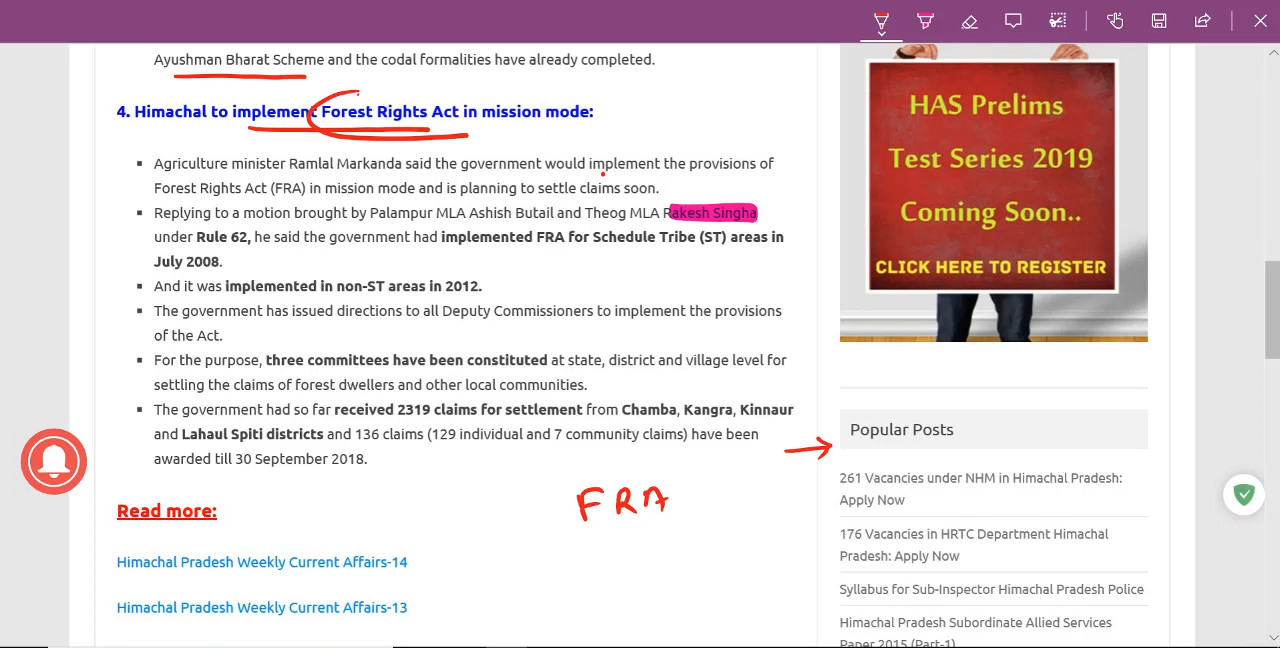 Ayushman Bharat Scheme and the codal formalities have already completed.
4. Himachal to implement Forest Rights Act in mission mode:
▪ Agriculture minister Ramlal Markanda said the government would implement the provisions of
Forest Rights Act (FRA) in mission mode and is planning to settle claims soon.
▪ Replying to a motion brought by Palampur MLA Ashish Butail and Theog MLA Rakesh Singha
under Rule 62, he said the government had implemented FRA for Schedule Tribe (ST) areas in
July 2008.
▪ And it was implemented in non-ST areas in 2012.
▪ The government has issued directions to all Deputy Commissioners to implement the provisions
of the Act.
▪ For the purpose, three committees have been constituted at state, district and village level for
settling the claims of forest dwellers and other local communities.
▪ The government had so far received 2319 claims for settlement from Chamba, Kangra, Kinnaur
and Lahaul Spiti districts and 136 claims (129 individual and 7 community claims) have been
awarded till 30 September 2018.
FRA
Read more:
Himachal Pradesh Weekly Current Affairs-14
Himachal Pradesh Weekly Current Affairs-13
HAS Prelims
Test Series 2019
Coming Soon..
CLICK HERE TO REGISTER
Popular Posts
261 Vacancies under NHM in Himachal Pradesh:
Apply Now
176 Vacancies in HRTC Department Himachal
Pradesh: Apply Now
Syllabus for Sub-Inspector Himachal Pradesh Police
Himachal Pradesh Subordinate Allied Services
Paper 2015 (Part-1)